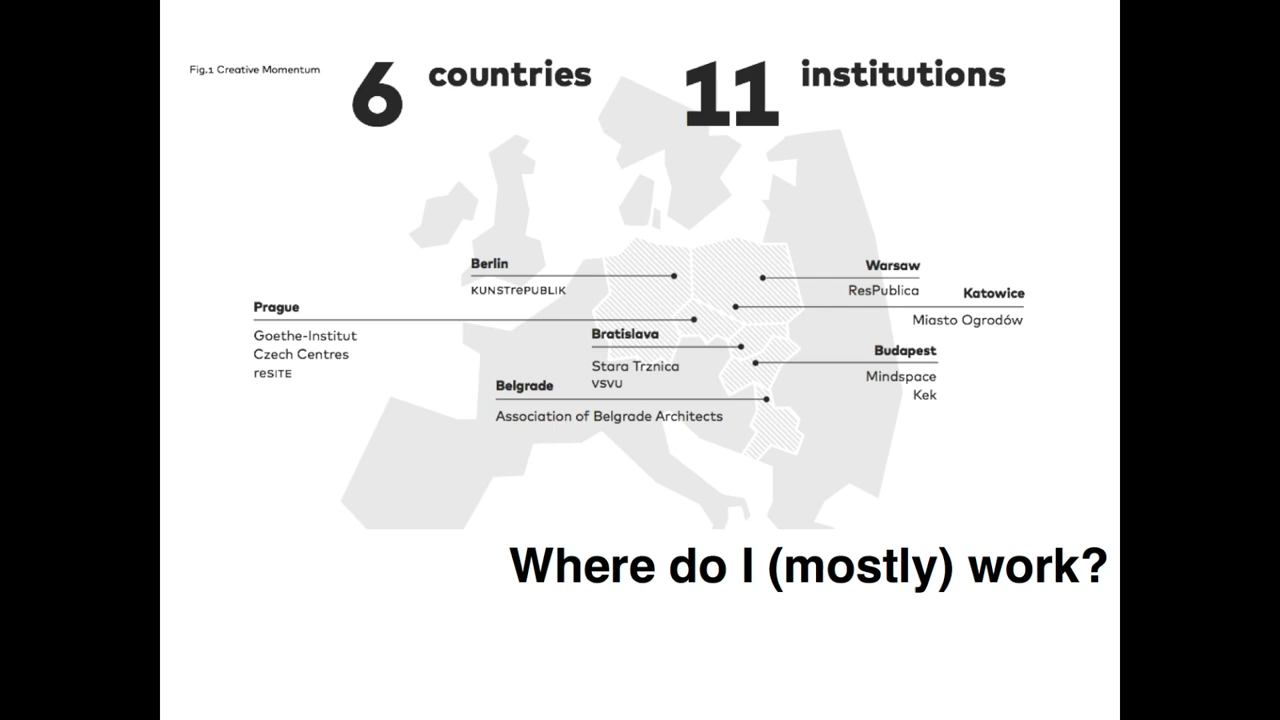 Fig.1 Creative Momentum
6 countries
11 institutions
Berlin
KUNSTrePUBLIK
Warsaw
ResPublica
Katowice
Miasto Ogrodów
Prague
Goethe-Institut
Czech Centres
reSITE
Bratislava
Stara Trznica
vsvu
Budapest
Mindspace
Kek
Belgrade
Association of Belgrade Architects
Where do I (mostly) work?